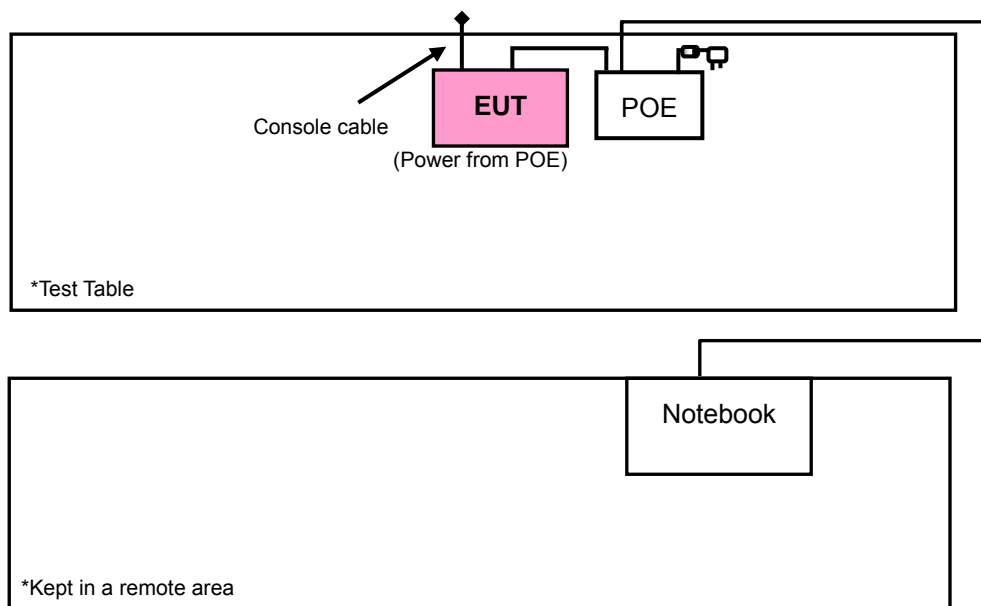 EUT
POE
Console cable
(Power from POE)
*Test Table
Notebook
*Kept in a remote area